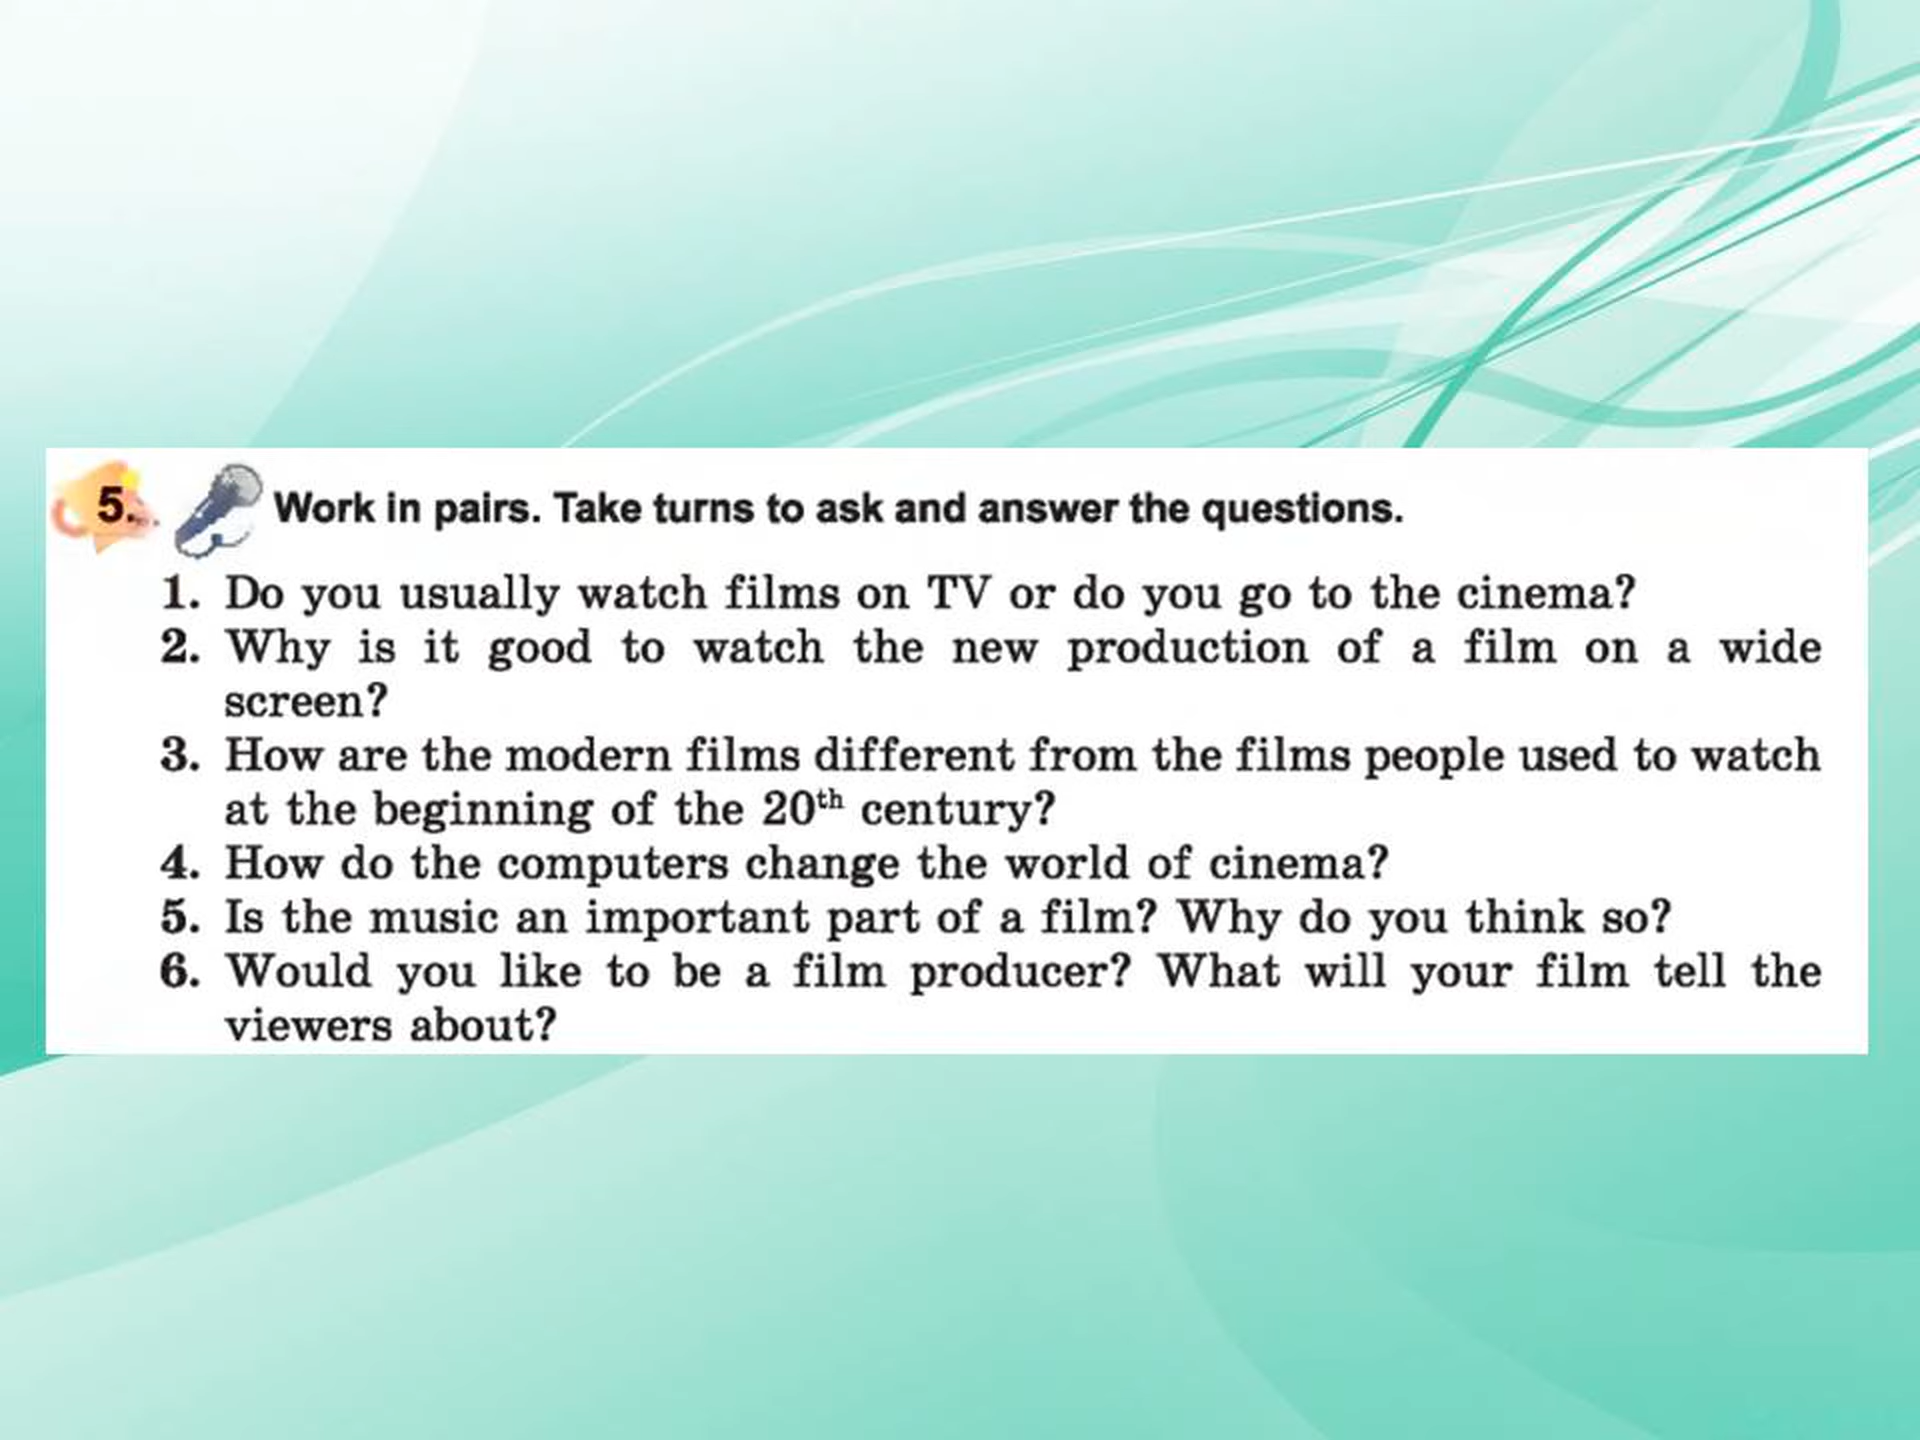 5. Work in pairs. Take turns to ask and answer the questions.
1. Do you usually watch films on TV or do you go to the cinema?
2. Why is it good to watch the new production of a film on a wide
screen?
3. How are the modern films different from the films people used to watch
at the beginning of the 20th century?
4. How do the computers change the world of cinema?
5. Is the music an important part of a film? Why do you think so?
6. Would you like to be a film producer? What will your film tell the
viewers about?